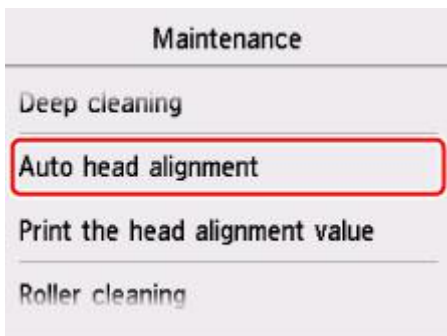 Maintenance
Deep cleaning
Auto head alignment
Print the head alignment value
Roller cleaning